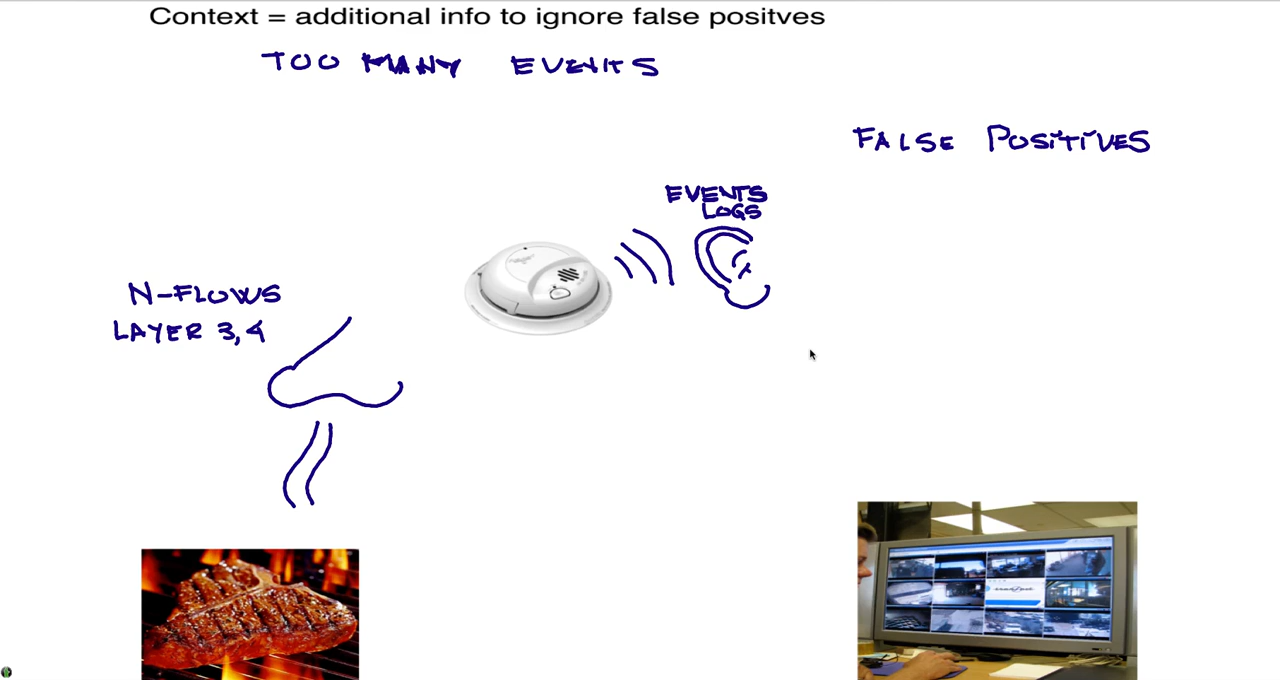 Context = additional info to ignore false positves
TOO MANY EVENTS
FALSE POSITIVES
EVENTS
LOGS
N-FLOWS
LAYER 3,4